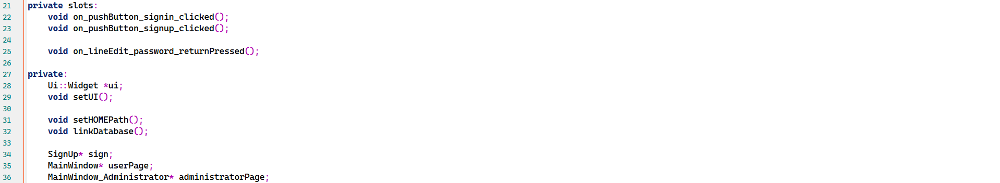 21 private slots:
22     void on_pushButton_signin_clicked();
23     void on_pushButton_signup_clicked();
24
25     void on_lineEdit_password_returnPressed();
26
27 private:
28     Ui::Widget *ui;
29     void setUI();
30
31     void setHOMEPath();
32     void linkDatabase();
33
34     SignUp* sign;
35     MainWindow* userPage;
36     MainWindow_Administrator* administratorPage;